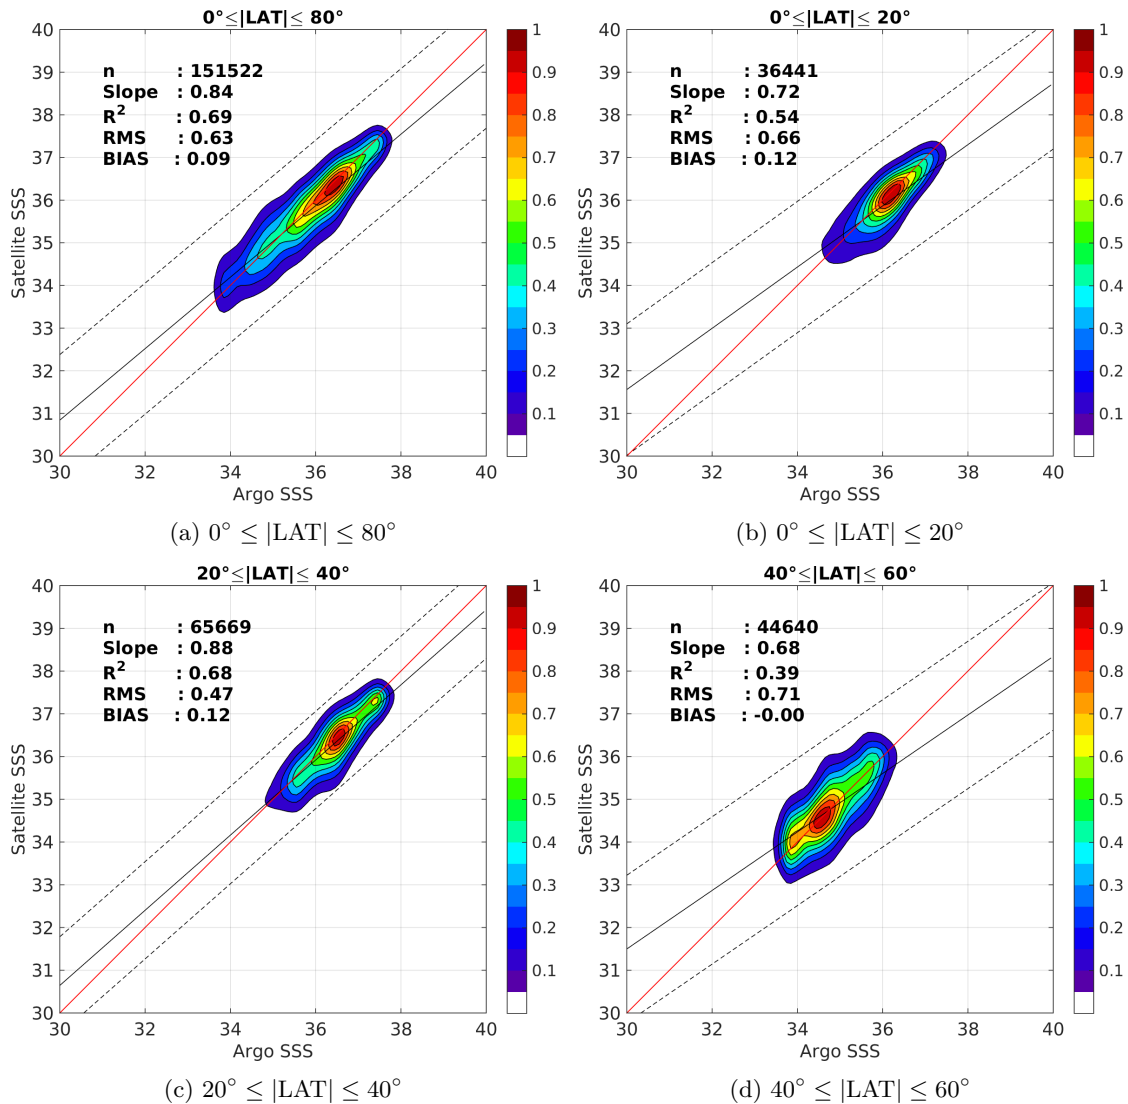 0°≤|LAT|≤ 80°
n : 151522
Slope : 0.84
R² : 0.69
RMS : 0.63
BIAS : 0.09
40
39
38
37
36
35
34
33
32
31
30
Satellite SSS
30 32 34 36 38 40
Argo SSS
1
0.9
0.8
0.7
0.6
0.5
0.4
0.3
0.2
0.1
(a) 0° ≤ |LAT| ≤ 80°
0°≤|LAT|≤ 20°
n : 36441
Slope : 0.72
R² : 0.54
RMS : 0.66
BIAS : 0.12
40
39
38
37
36
35
34
33
32
31
30
Satellite SSS
30 32 34 36 38 40
Argo SSS
1
0.9
0.8
0.7
0.6
0.5
0.4
0.3
0.2
0.1
(b) 0° ≤ |LAT| ≤ 20°
20°≤|LAT|≤ 40°
n : 65669
Slope : 0.88
R² : 0.68
RMS : 0.47
BIAS : 0.12
40
39
38
37
36
35
34
33
32
31
30
Satellite SSS
30 32 34 36 38 40
Argo SSS
1
0.9
0.8
0.7
0.6
0.5
0.4
0.3
0.2
0.1
(c) 20° ≤ |LAT| ≤ 40°
40°≤|LAT|≤ 60°
n : 44640
Slope : 0.68
R² : 0.39
RMS : 0.71
BIAS : -0.00
40
39
38
37
36
35
34
33
32
31
30
Satellite SSS
30 32 34 36 38 40
Argo SSS
1
0.9
0.8
0.7
0.6
0.5
0.4
0.3
0.2
0.1
(d) 40° ≤ |LAT| ≤ 60°